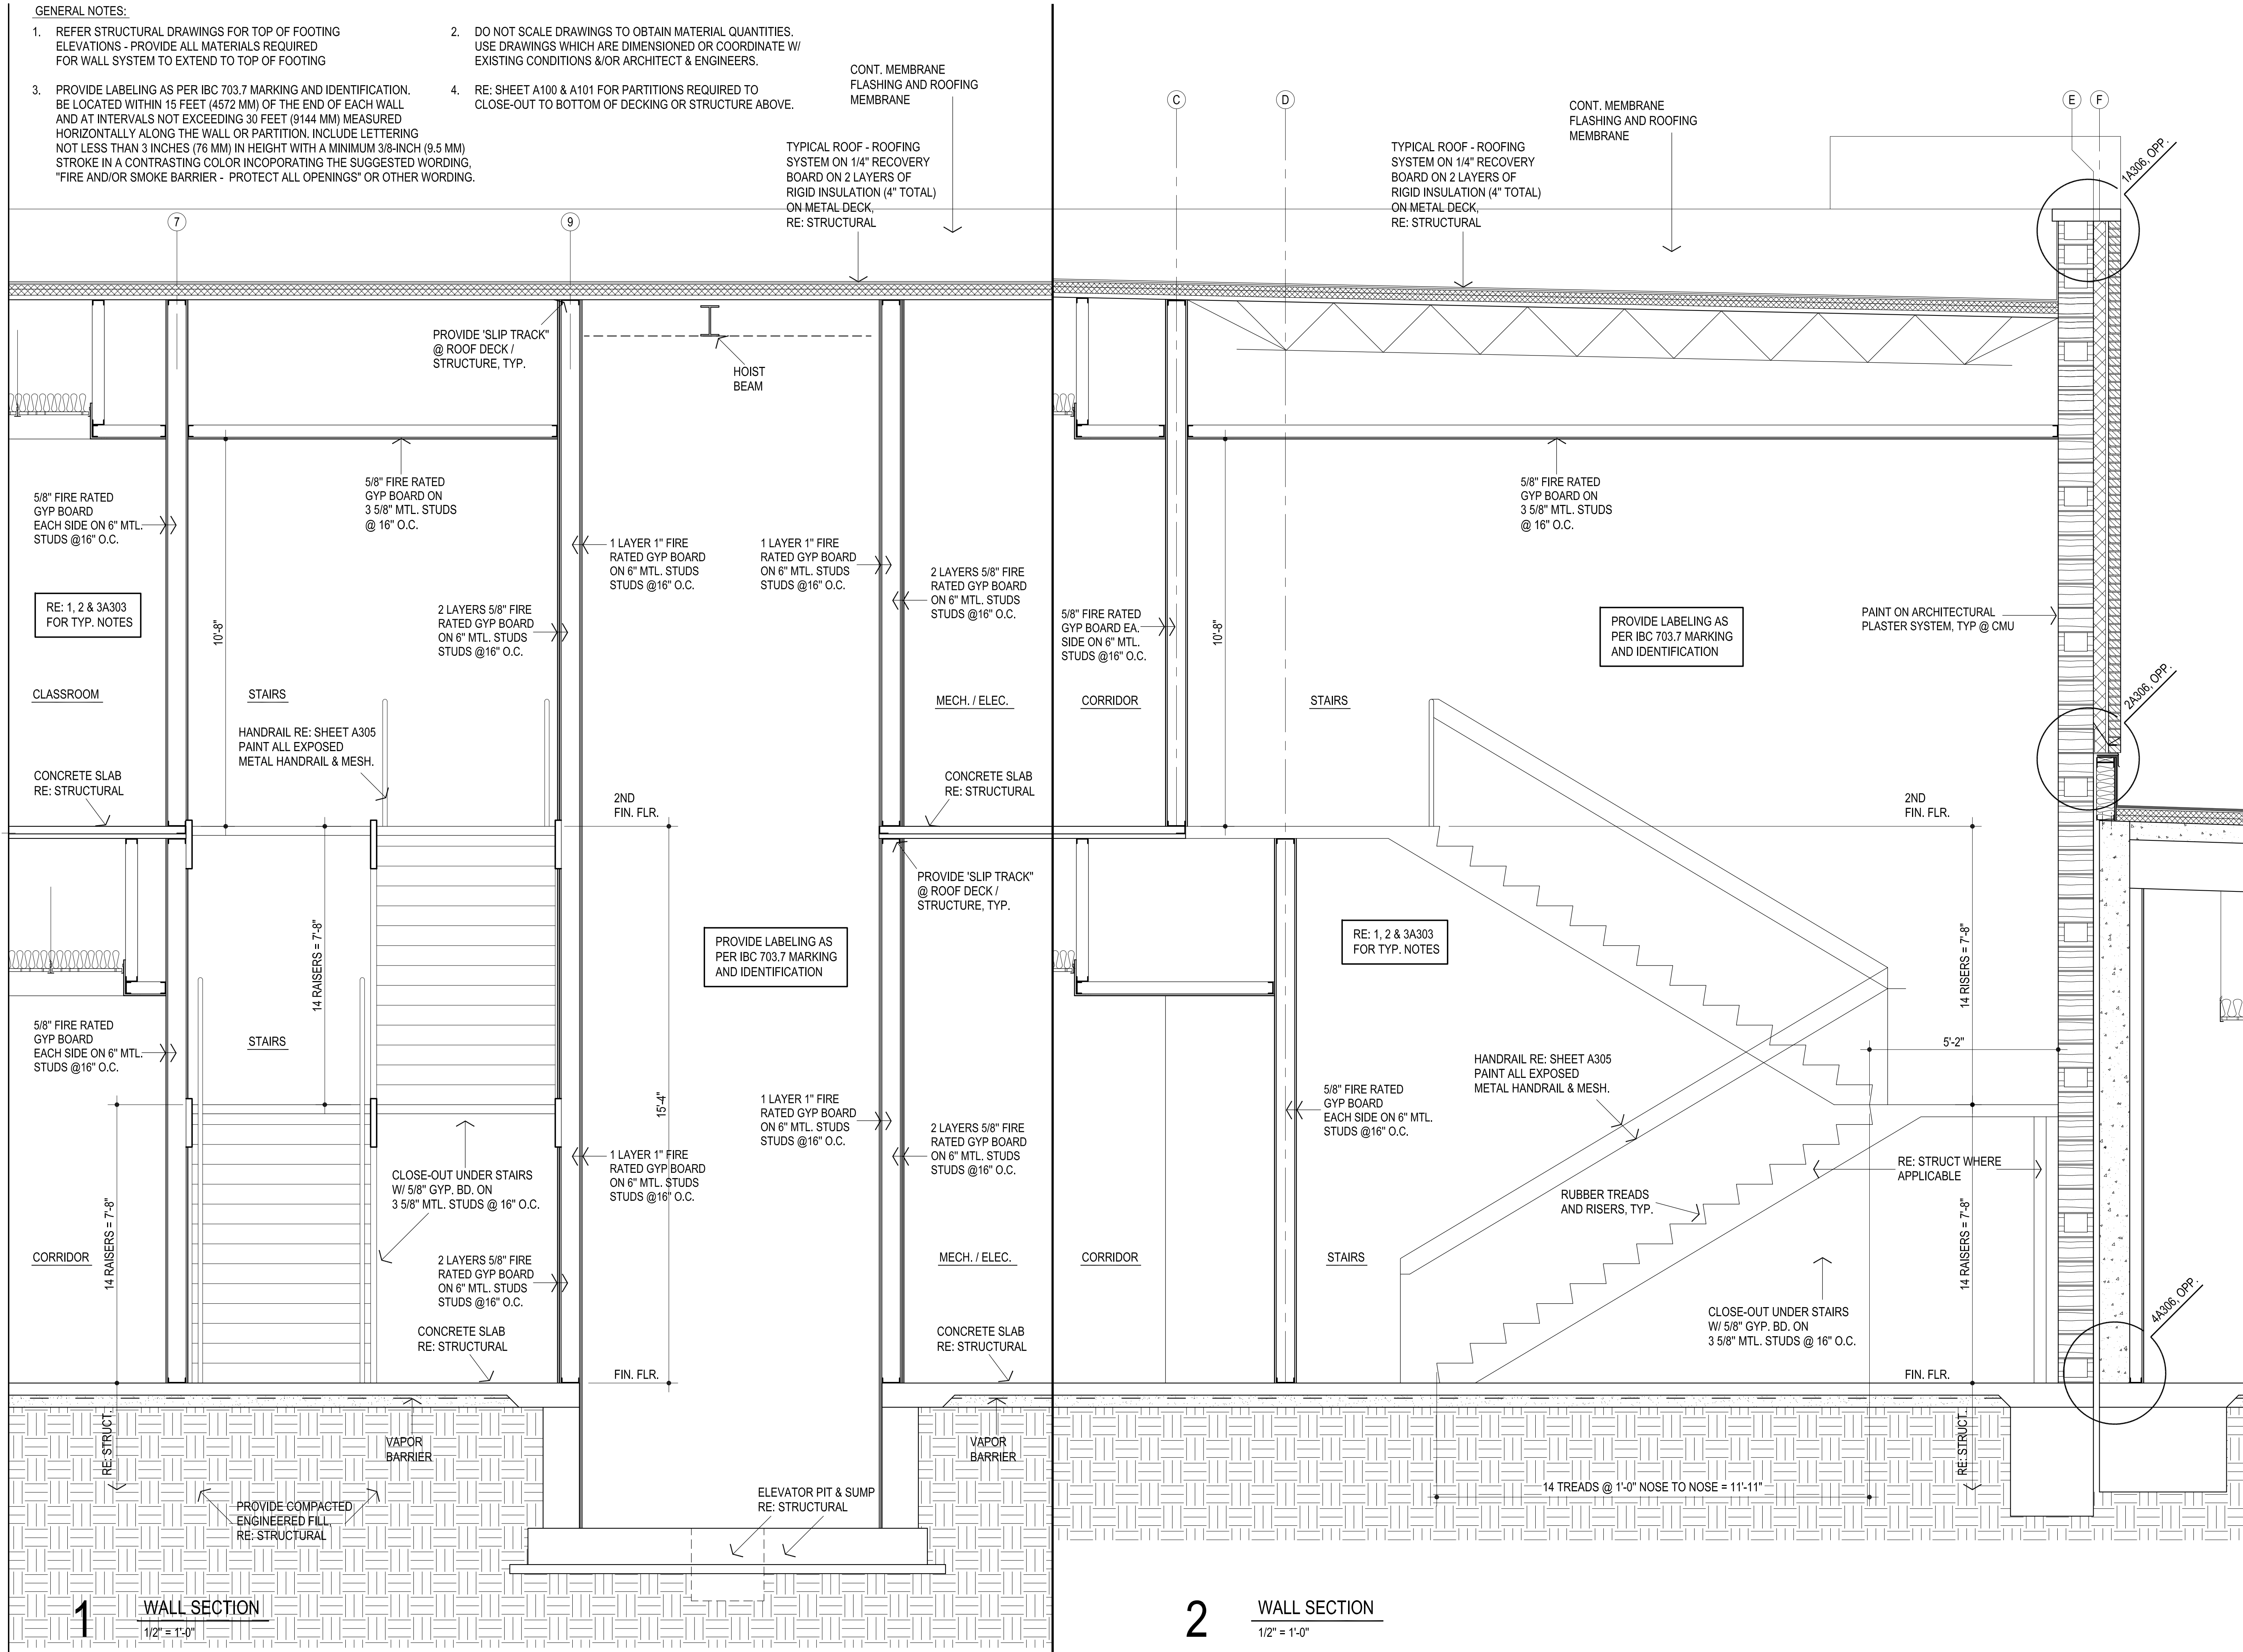 GENERAL NOTES:
1. REFER STRUCTURAL DRAWINGS FOR TOP OF FOOTING
ELEVATIONS - PROVIDE ALL MATERIALS REQUIRED
FOR WALL SYSTEM TO EXTEND TO TOP OF FOOTING
2. DO NOT SCALE DRAWINGS TO OBTAIN MATERIAL QUANTITIES.
USE DRAWINGS WHICH ARE DIMENSIONED OR COORDINATE W/
EXISTING CONDITIONS &/OR ARCHITECT & ENGINEERS.
3. PROVIDE LABELING AS PER IBC 703.7 MARKING AND IDENTIFICATION.
BE LOCATED WITHIN 15 FEET (4572 MM) OF THE END OF EACH WALL
AND AT INTERVALS NOT EXCEEDING 30 FEET (9144 MM) MEASURED
HORIZONTALLY ALONG THE WALL OR PARTITION. INCLUDE LETTERING
NOT LESS THAN 3 INCHES (76 MM) IN HEIGHT WITH A MINIMUM 3/8-INCH (9.5 MM)
STROKE IN A CONTRASTING COLOR INCOPORATING THE SUGGESTED WORDING,
"FIRE AND/OR SMOKE BARRIER - PROTECT ALL OPENINGS" OR OTHER WORDING.
4. RE: SHEET A100 & A101 FOR PARTITIONS REQUIRED TO
CLOSE-OUT TO BOTTOM OF DECKING OR STRUCTURE ABOVE.
CONT. MEMBRANE
FLASHING AND ROOFING
MEMBRANE
TYPICAL ROOF - ROOFING
SYSTEM ON 1/4" RECOVERY
BOARD ON 2 LAYERS OF
RIGID INSULATION (4" TOTAL)
ON METAL DECK,
RE: STRUCTURAL
7
9
PROVIDE 'SLIP TRACK"
@ ROOF DECK /
STRUCTURE, TYP.
HOIST
BEAM
5/8" FIRE RATED
GYP BOARD
EACH SIDE ON 6" MTL.
STUDS @16" O.C.
5/8" FIRE RATED
GYP BOARD ON
3 5/8" MTL. STUDS
@ 16" O.C.
1 LAYER 1" FIRE
RATED GYP BOARD
ON 6" MTL. STUDS
STUDS @16" O.C.
1 LAYER 1" FIRE
RATED GYP BOARD
ON 6" MTL. STUDS
STUDS @16" O.C.
2 LAYERS 5/8" FIRE
RATED GYP BOARD
ON 6" MTL. STUDS
STUDS @16" O.C.
RE: 1, 2 & 3A303
FOR TYP. NOTES
10'-8"
2 LAYERS 5/8" FIRE
RATED GYP BOARD
ON 6" MTL. STUDS
STUDS @16" O.C.
CLASSROOM
STAIRS
MECH. / ELEC.
HANDRAIL RE: SHEET A305
PAINT ALL EXPOSED
METAL HANDRAIL & MESH.
CONCRETE SLAB
RE: STRUCTURAL
2ND
FIN. FLR.
CONCRETE SLAB
RE: STRUCTURAL
PROVIDE 'SLIP TRACK"
@ ROOF DECK /
STRUCTURE, TYP.
14 RAISERS = 7'-8"
PROVIDE LABELING AS
PER IBC 703.7 MARKING
AND IDENTIFICATION
5/8" FIRE RATED
GYP BOARD
EACH SIDE ON 6" MTL.
STUDS @16" O.C.
STAIRS
15'-4"
1 LAYER 1" FIRE
RATED GYP BOARD
ON 6" MTL. STUDS
STUDS @16" O.C.
2 LAYERS 5/8" FIRE
RATED GYP BOARD
ON 6" MTL. STUDS
STUDS @16" O.C.
1 LAYER 1" FIRE
RATED GYP BOARD
ON 6" MTL. STUDS
STUDS @16" O.C.
CLOSE-OUT UNDER STAIRS
W/ 5/8" GYP. BD. ON
3 5/8" MTL. STUDS @ 16" O.C.
14 RAISERS = 7'-8"
CORRIDOR
2 LAYERS 5/8" FIRE
RATED GYP BOARD
ON 6" MTL. STUDS
STUDS @16" O.C.
MECH. / ELEC.
CONCRETE SLAB
RE: STRUCTURAL
CONCRETE SLAB
RE: STRUCTURAL
FIN. FLR.
RE: STRUCT.
VAPOR
BARRIER
VAPOR
BARRIER
PROVIDE COMPACTED
ENGINEERED FILL,
RE: STRUCTURAL
ELEVATOR PIT & SUMP
RE: STRUCTURAL
1
WALL SECTION
1/2" = 1'-0"
C
D
E
F
CONT. MEMBRANE
FLASHING AND ROOFING
MEMBRANE
TYPICAL ROOF - ROOFING
SYSTEM ON 1/4" RECOVERY
BOARD ON 2 LAYERS OF
RIGID INSULATION (4" TOTAL)
ON METAL DECK,
RE: STRUCTURAL
1A306, OPP.
5/8" FIRE RATED
GYP BOARD ON
3 5/8" MTL. STUDS
@ 16" O.C.
5/8" FIRE RATED
GYP BOARD EA.
SIDE ON 6" MTL.
STUDS @16" O.C.
10'-8"
PROVIDE LABELING AS
PER IBC 703.7 MARKING
AND IDENTIFICATION
PAINT ON ARCHITECTURAL
PLASTER SYSTEM, TYP @ CMU
2A306, OPP.
CORRIDOR
STAIRS
2ND
FIN. FLR.
RE: 1, 2 & 3A303
FOR TYP. NOTES
14 RISERS = 7'-8"
5'-2"
HANDRAIL RE: SHEET A305
PAINT ALL EXPOSED
METAL HANDRAIL & MESH.
5/8" FIRE RATED
GYP BOARD
EACH SIDE ON 6" MTL.
STUDS @16" O.C.
RE: STRUCT WHERE
APPLICABLE
RUBBER TREADS
AND RISERS, TYP.
14 RAISERS = 7'-8"
CORRIDOR
STAIRS
CLOSE-OUT UNDER STAIRS
W/ 5/8" GYP. BD. ON
3 5/8" MTL. STUDS @ 16" O.C.
4A306, OPP.
FIN. FLR.
RE: STRUCT.
14 TREADS @ 1'-0" NOSE TO NOSE = 11'-11"
2
WALL SECTION
1/2" = 1'-0"